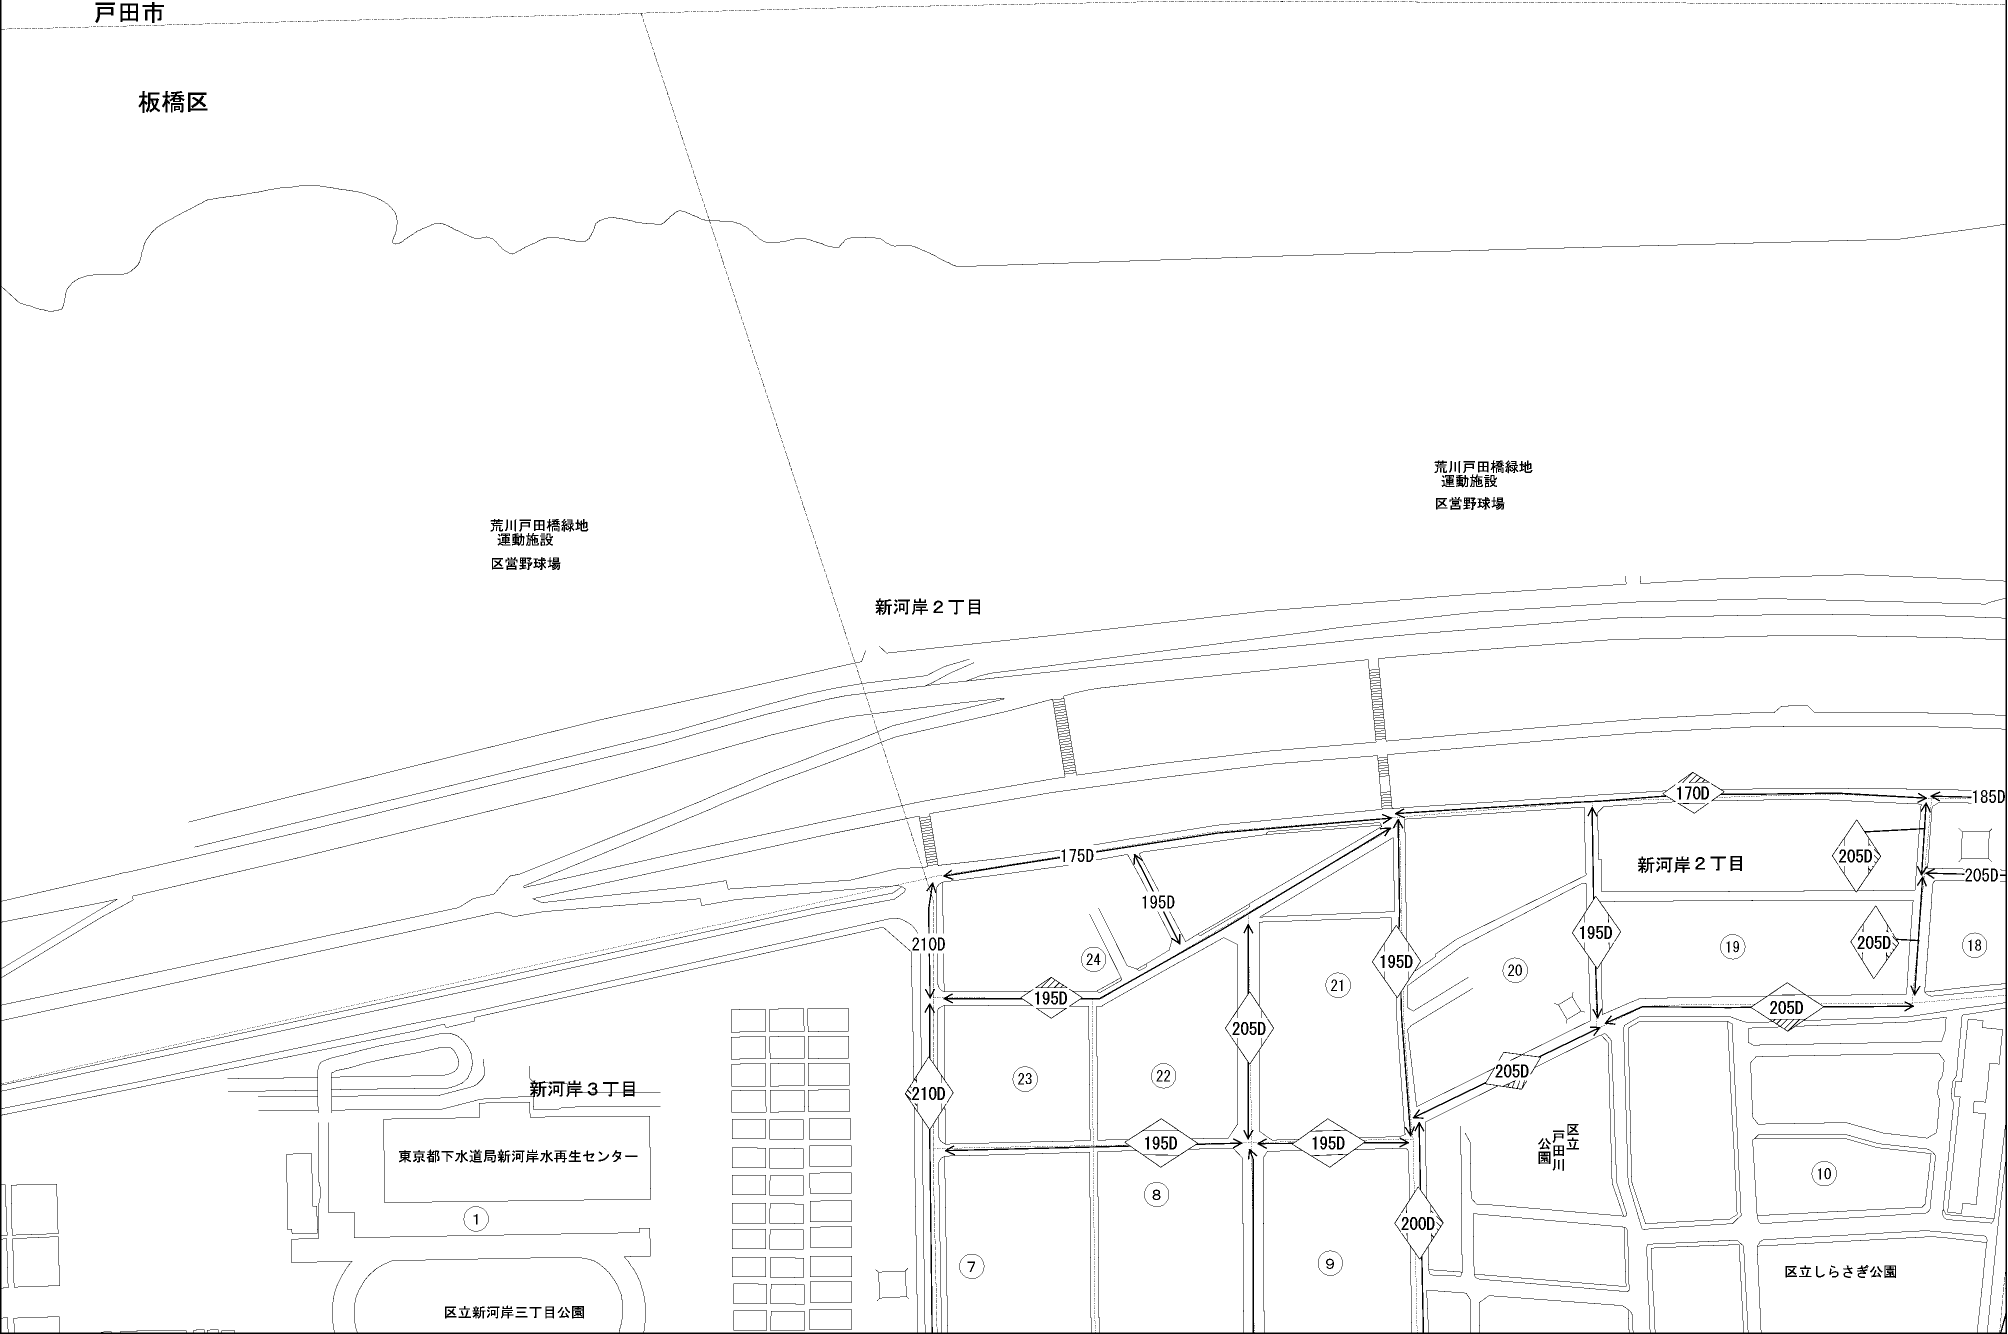 戸田市
板橋区
荒川戸田橋緑地
運動施設
区営野球場
荒川戸田橋緑地
運動施設
区営野球場
新河岸２丁目
170D
185D
175D
205D
新河岸２丁目
205D
195D
195D
210D
205D
19
18
24
195D
20
21
195D
205D
205D
205D
23
22
210D
新河岸３丁目
195D
195D
区立
戸田川
公園
東京都下水道局新河岸水再生センター
10
8
1
200D
7
9
区立しらさぎ公園
区立新河岸三丁目公園